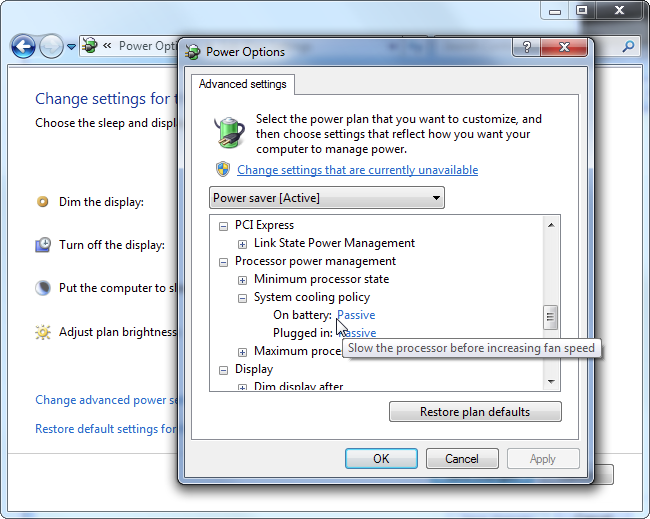 « Power Opti
Power Options
Advanced settings
Change settings for t
Choose the sleep and displ
Select the power plan that you want to customize, and
then choose settings that reflect how you want your
computer to manage power.
Change settings that are currently unavailable
Power saver [Active]
Dim the display:
Turn off the display:
Put the computer to sl
Adjust plan brightness
PCI Express
Link State Power Management
Processor power management
Minimum processor state
System cooling policy
On battery: Passive
Plugged in: Passive
Maximum proce
Slow the processor before increasing fan speed
Display
Dim display after
Change advanced power se
Restore default settings for
Restore plan defaults
OK
Cancel
Apply